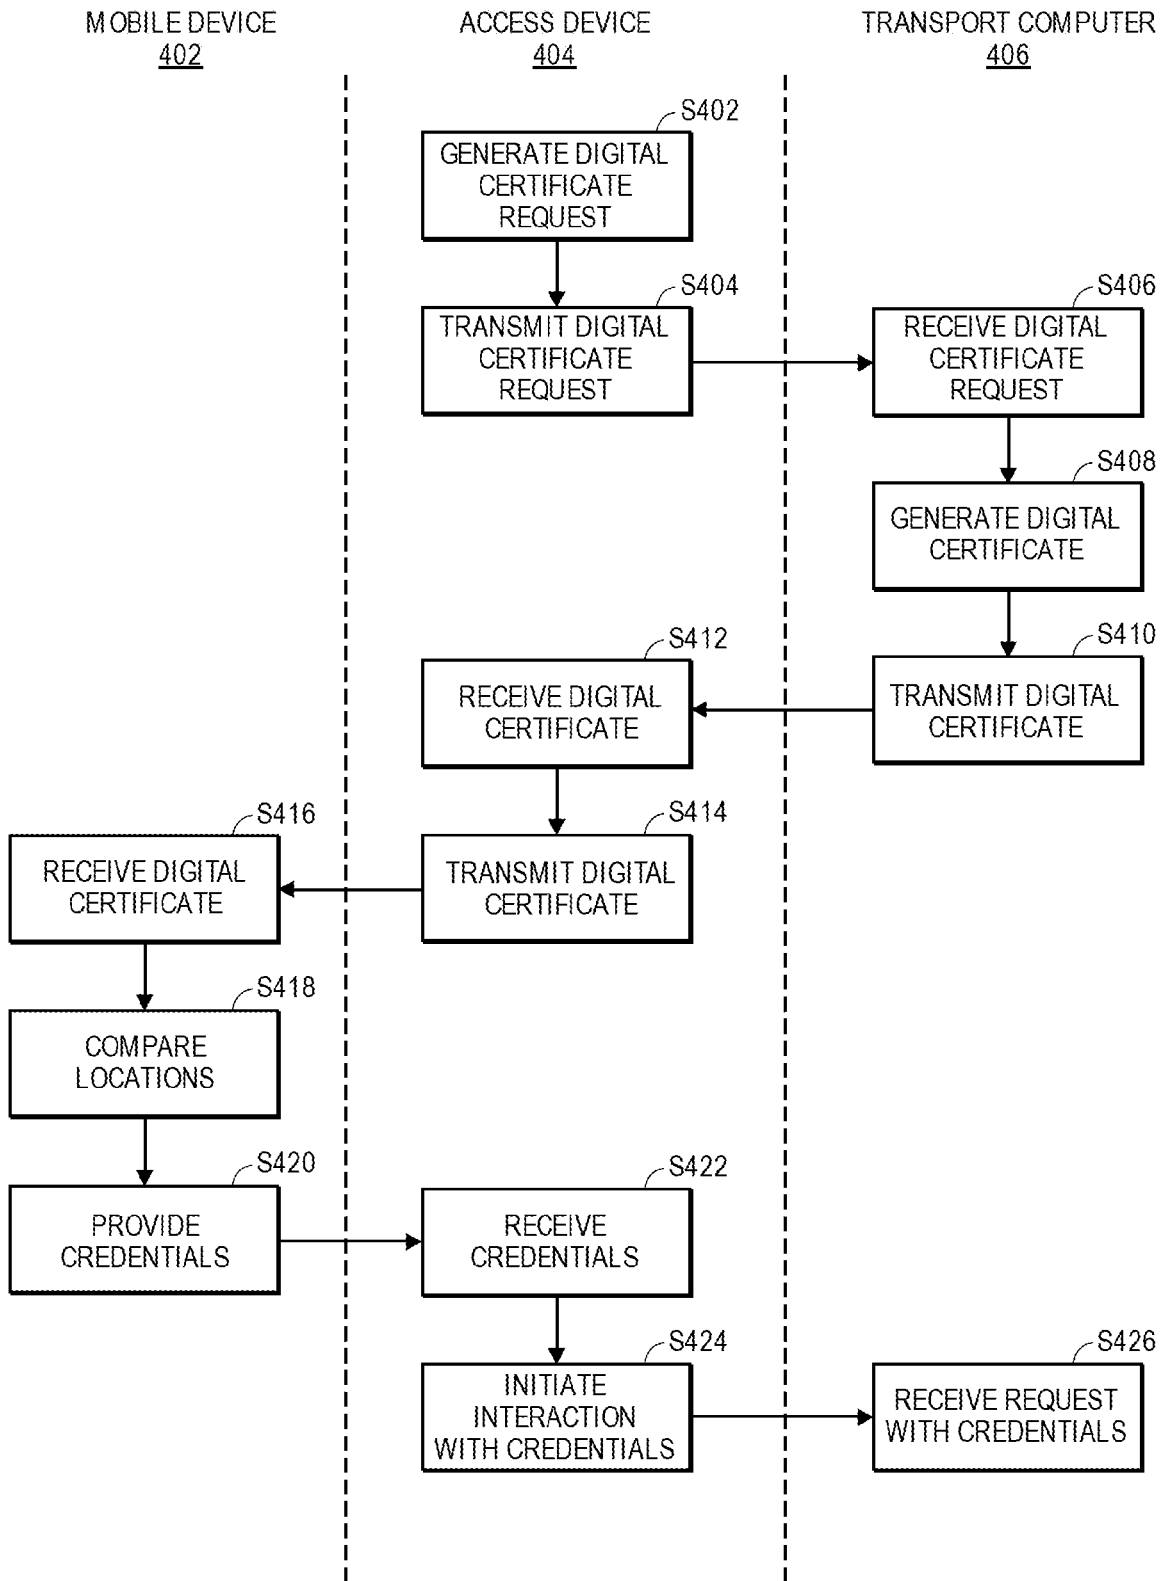 MOBILE DEVICE
402
ACCESS DEVICE
404
TRANSPORT COMPUTER
406
S402
GENERATE DIGITAL
CERTIFICATE
REQUEST
S404
TRANSMIT DIGITAL
CERTIFICATE
REQUEST
S406
RECEIVE DIGITAL
CERTIFICATE
REQUEST
S408
GENERATE DIGITAL
CERTIFICATE
S410
TRANSMIT DIGITAL
CERTIFICATE
S412
RECEIVE DIGITAL
CERTIFICATE
S414
TRANSMIT DIGITAL
CERTIFICATE
S416
RECEIVE DIGITAL
CERTIFICATE
S418
COMPARE
LOCATIONS
S420
PROVIDE
CREDENTIALS
S422
RECEIVE
CREDENTIALS
S424
INITIATE
INTERACTION
WITH CREDENTIALS
S426
RECEIVE REQUEST
WITH CREDENTIALS